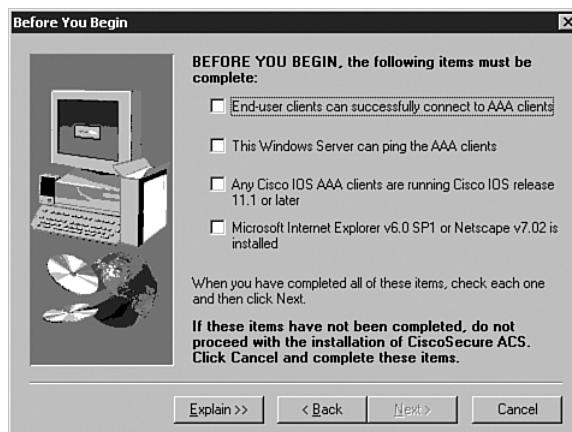 Before You Begin
BEFORE YOU BEGIN, the following items must be
complete:
End-user clients can successfully connect to AAA clients
This Windows Server can ping the AAA clients
Any Cisco IOS AAA clients are running Cisco IOS release
11.1 or later
Microsoft Internet Explorer v6.0 SP1 or Netscape v7.02 is
installed
When you have completed all of these items, check each one
and then click Next.
If these items have not been completed, do not
proceed with the installation of CiscoSecure ACS.
Click Cancel and complete these items.
Explain >> < Back Next > Cancel